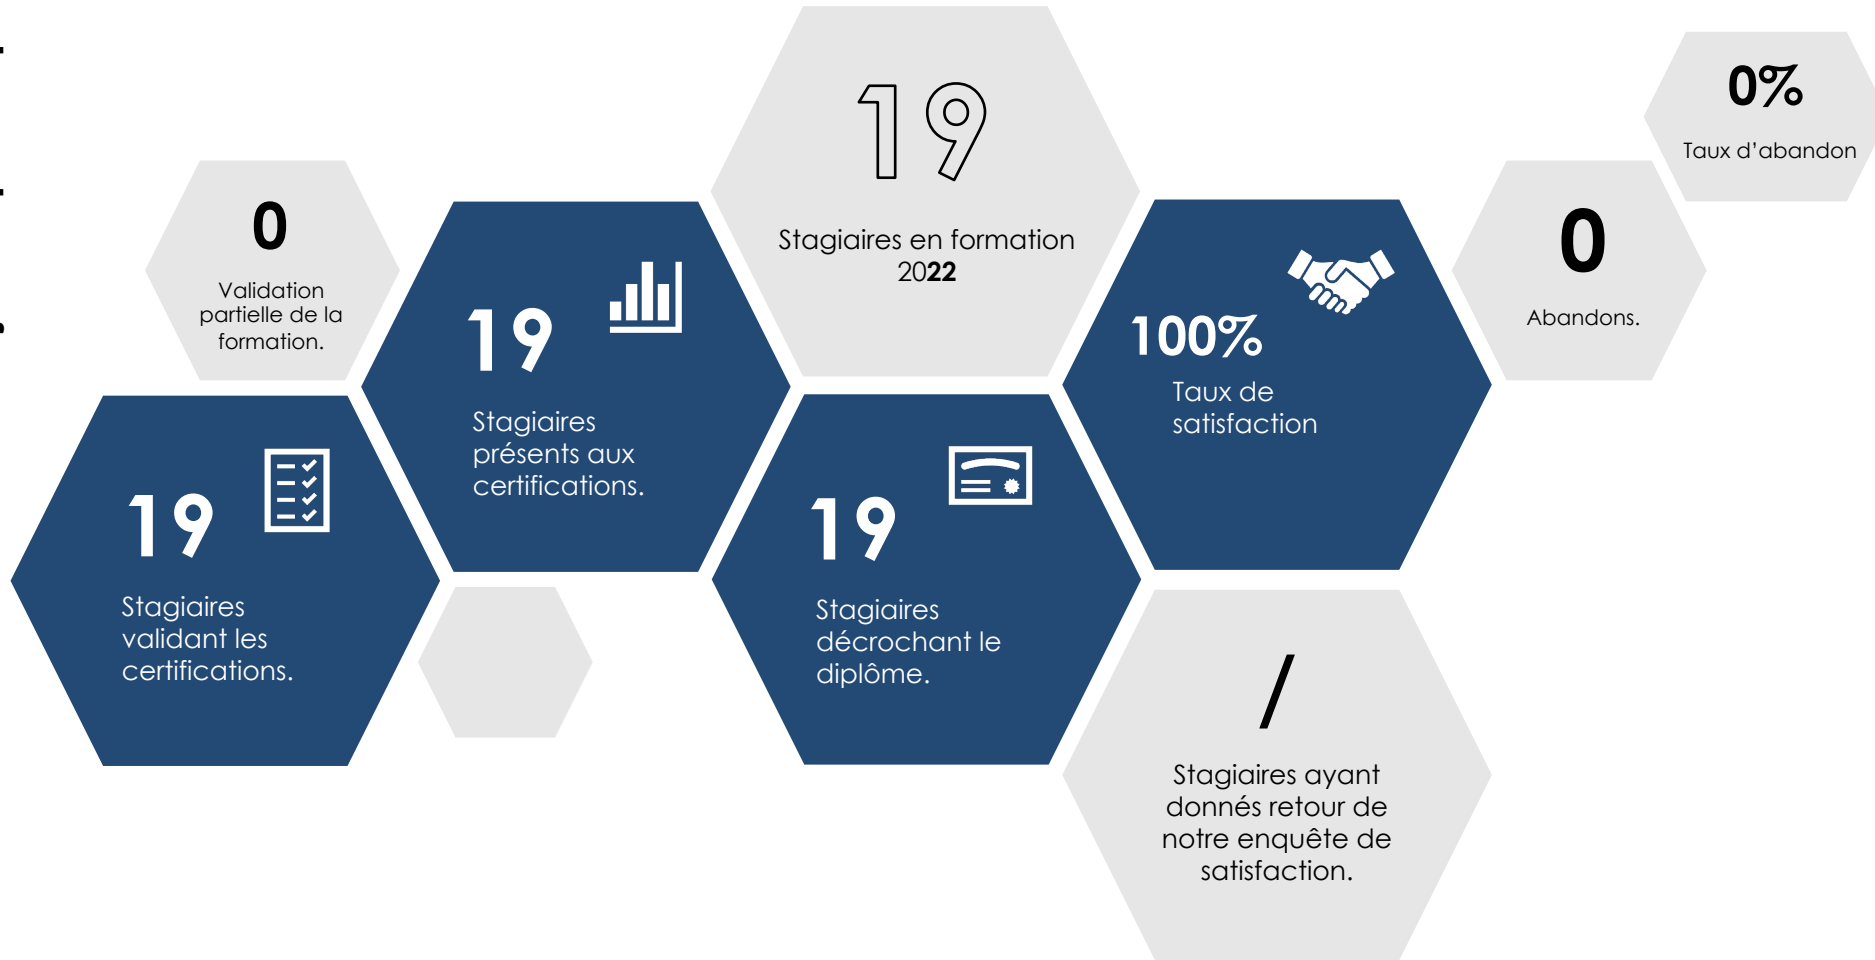 19
Stagiaires en formation
2022
0%
Taux d'abandon
0
Validation
partielle de la
formation.
19
Stagiaires
présents aux
certifications.
100%
Taux de
satisfaction
0
Abandons.
19
Stagiaires
validant les
certifications.
19
Stagiaires
décrochant le
diplôme.
/
Stagiaires ayant
donnés retour de
notre enquête de
satisfaction.